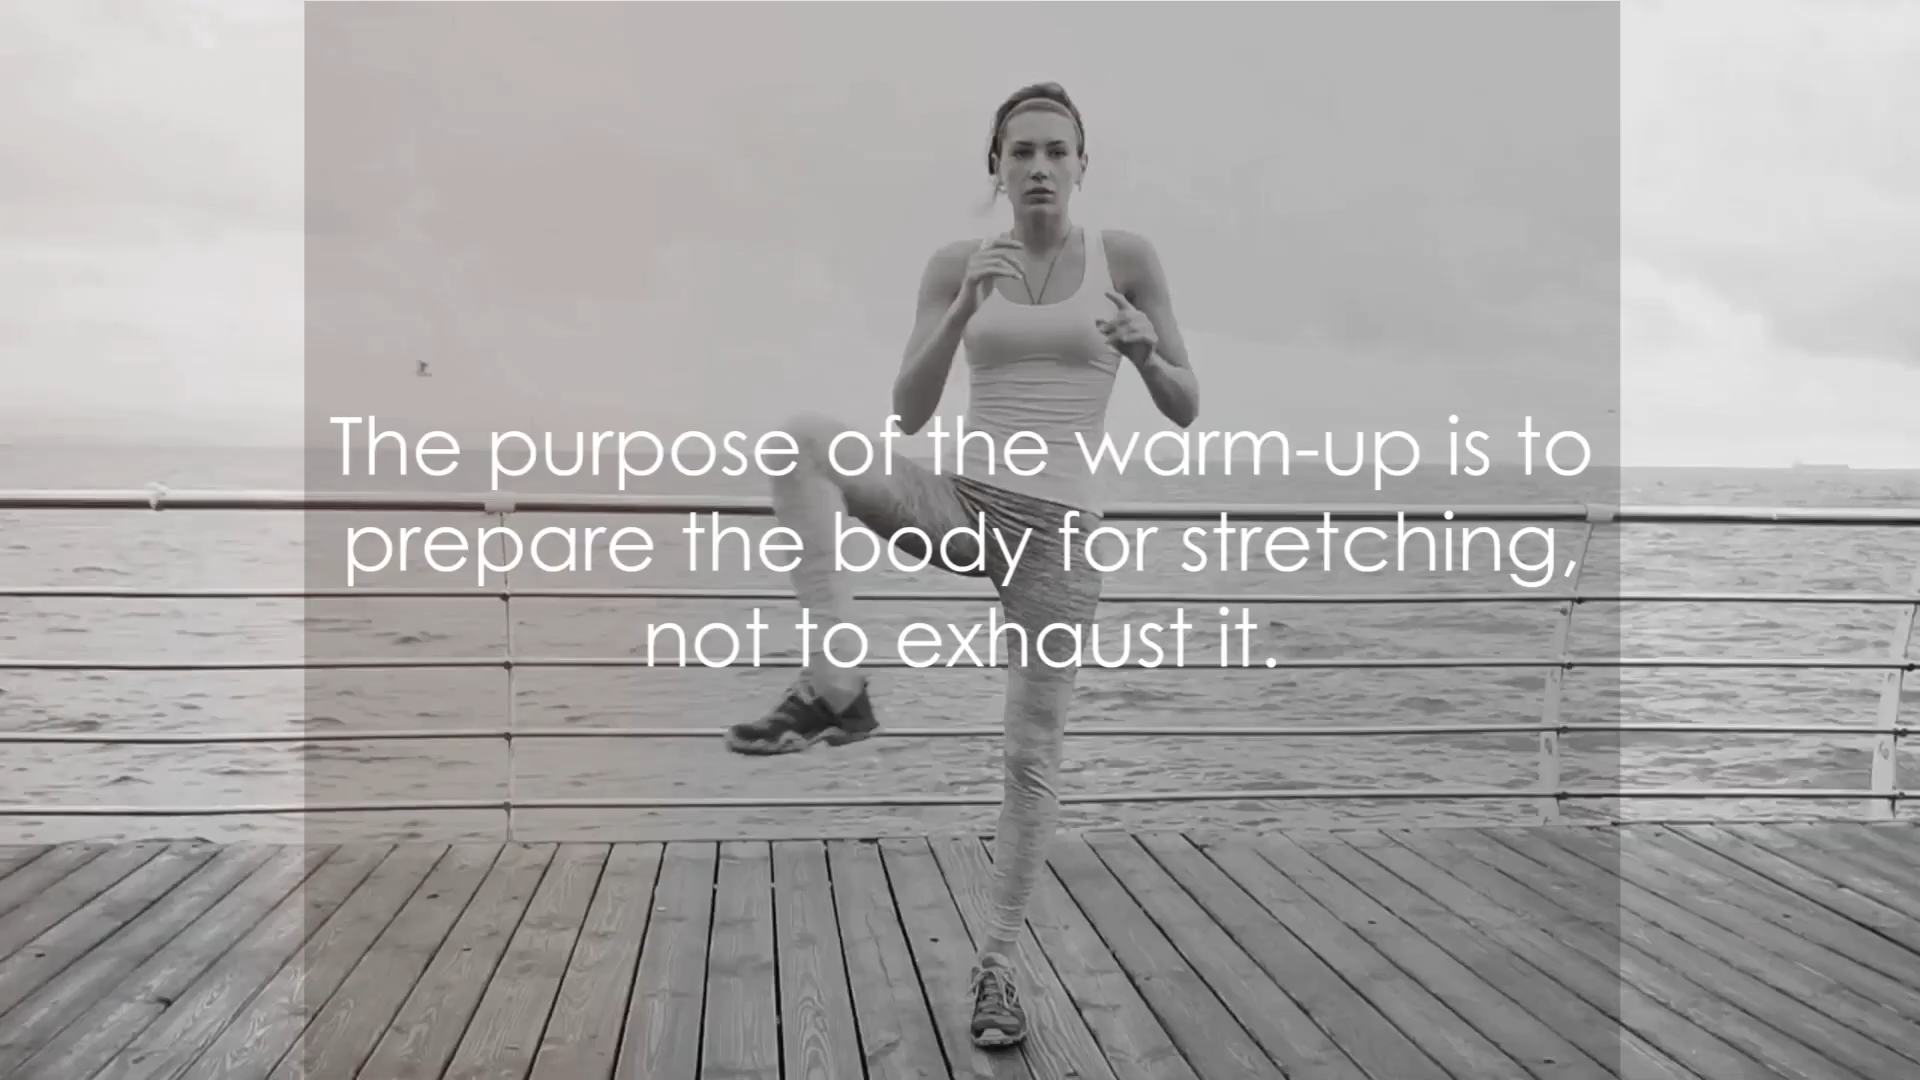 The purpose of the warm-up is to
prepare the body for stretching,
not to exhaust it.